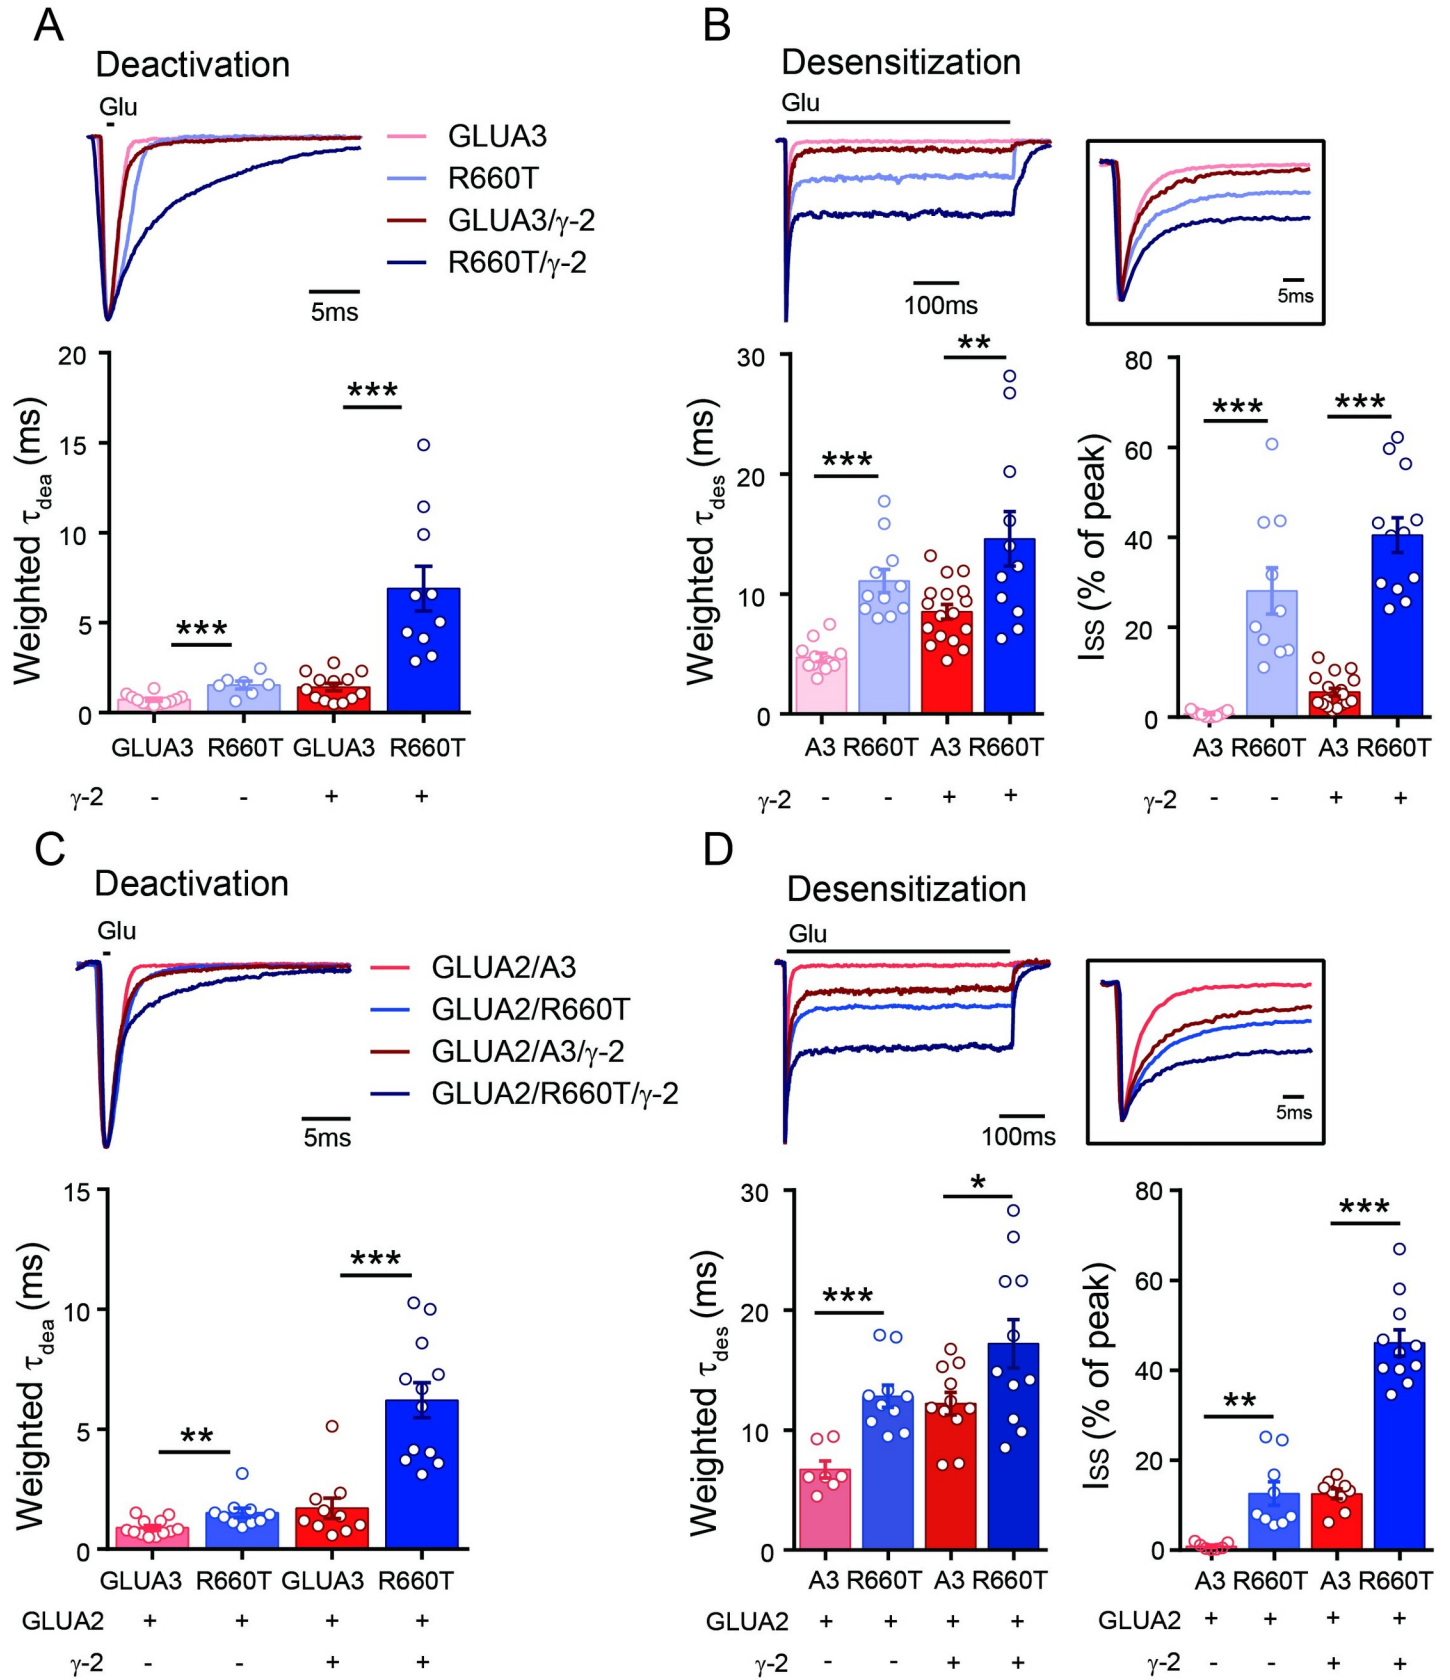 A
Deactivation
Glu
GLUA3
R660T
GLUA3/γ-2
R660T/γ-2
5ms
20
15
10
5
0
Weighted τdea (ms)
***
***
GLUA3 R660T GLUA3 R660T
γ-2 - - + +
B
Desensitization
Glu
100ms
5ms
30
20
10
0
Weighted τdes (ms)
***
**
A3 R660T A3 R660T
γ-2 - - + +
80
60
40
20
0
Iss (% of peak)
***
***
A3 R660T A3 R660T
γ-2 - - + +
C
Deactivation
Glu
GLUA2/A3
GLUA2/R660T
GLUA2/A3/γ-2
GLUA2/R660T/γ-2
5ms
15
10
5
0
Weighted τdea (ms)
**
***
GLUA3 R660T GLUA3 R660T
GLUA2 + + + +
γ-2 - - + +
D
Desensitization
Glu
100ms
5ms
30
20
10
0
Weighted τdes (ms)
***
*
A3 R660T A3 R660T
GLUA2 + + + +
γ-2 - - + +
80
60
40
20
0
Iss (% of peak)
**
***
A3 R660T A3 R660T
GLUA2 + + + +
γ-2 - - + +